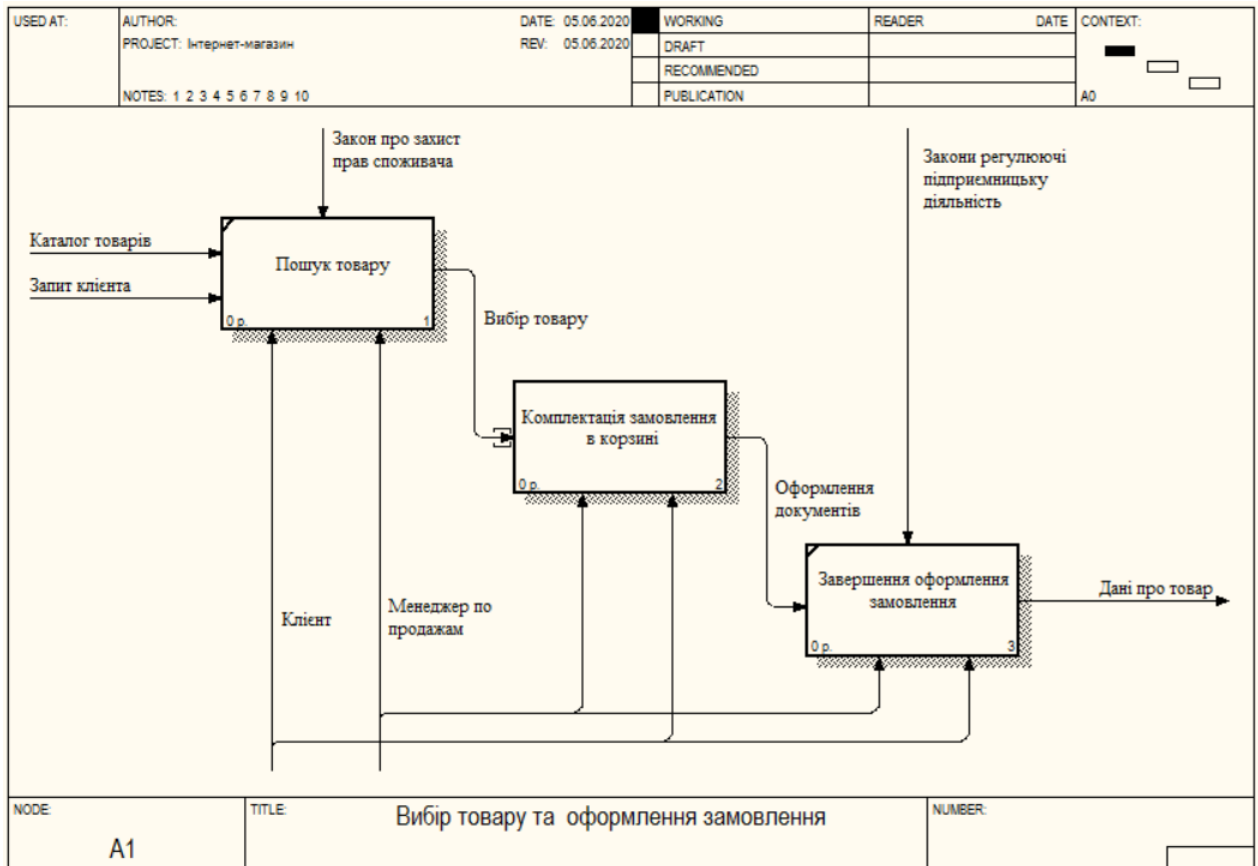 USED AT:
AUTHOR:
DATE: 05.06.2020
PROJECT: Інтернет-магазин
REV: 05.06.2020
NOTES: 1 2 3 4 5 6 7 8 9 10
WORKING
DRAFT
RECOMMENDED
PUBLICATION
READER
DATE
CONTEXT:
A0
Закон про захист
прав споживача
Закони регулюючі
підприємницьку
діяльність
Каталог товарів
Запит клієнта
Пошук товару
0 р.
1
Вибір товару
Комплектація замовлення
в корзині
0 р.
2
Оформлення
документів
Завершення оформлення
замовлення
0 р.
3
Дані про товар
Клієнт
Менеджер по
продажам
NODE:
A1
TITLE:
Вибір товару та оформлення замовлення
NUMBER: